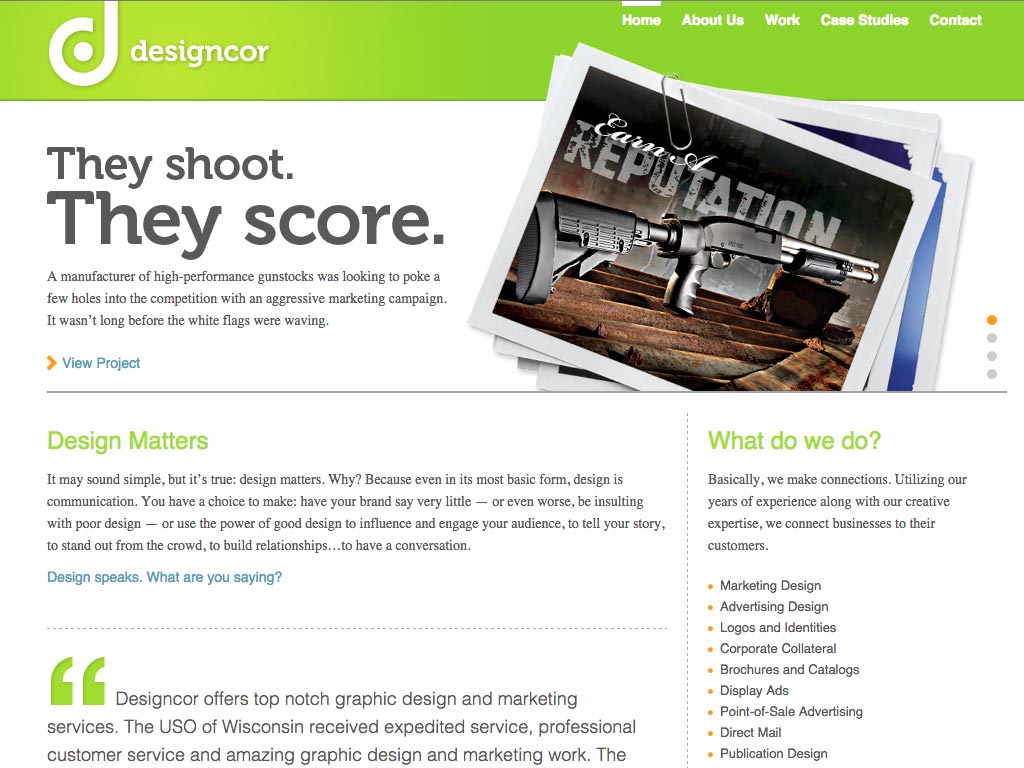 Home About Us Work Case Studies Contact
designcor
Earn A
REPUTATION
They shoot.
They score.
A manufacturer of high-performance gunstocks was looking to poke a
few holes into the competition with an aggressive marketing campaign.
It wasn’t long before the white flags were waving.
View Project
Design Matters
It may sound simple, but it’s true: design matters. Why? Because even in its most basic form, design is
communication. You have a choice to make: have your brand say very little — or even worse, be insulting
with poor design — or use the power of good design to influence and engage your audience, to tell your story,
to stand out from the crowd, to build relationships…to have a conversation.
Design speaks. What are you saying?
“ Designcor offers top notch graphic design and marketing
services. The USO of Wisconsin received expedited service, professional
customer service and amazing graphic design and marketing work. The
What do we do?
Basically, we make connections. Utilizing our
years of experience along with our creative
expertise, we connect businesses to their
customers.
Marketing Design
Advertising Design
Logos and Identities
Corporate Collateral
Brochures and Catalogs
Display Ads
Point-of-Sale Advertising
Direct Mail
Publication Design